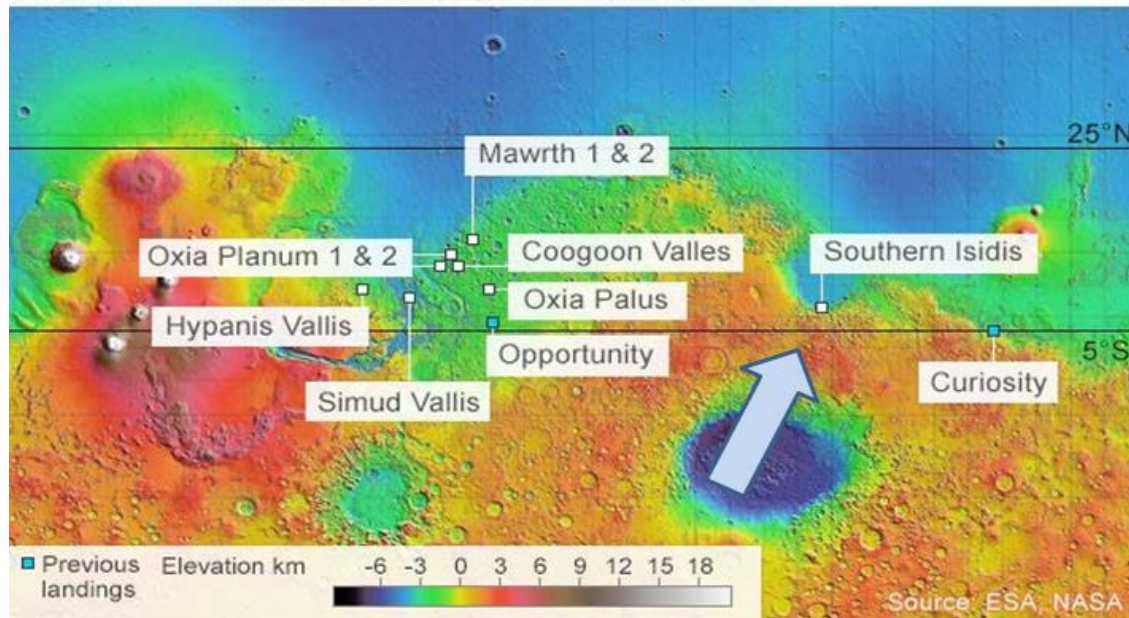 25°N
Mawrth 1 & 2
Oxia Planum 1 & 2
Coogoon Valles
Southern Isidis
Oxia Palus
Hypanis Vallis
Opportunity
5°S
Simud Vallis
Curiosity
Previous
landings
Elevation km
-6 -3 0 3 6 9 12 15 18
Source: ESA, NASA